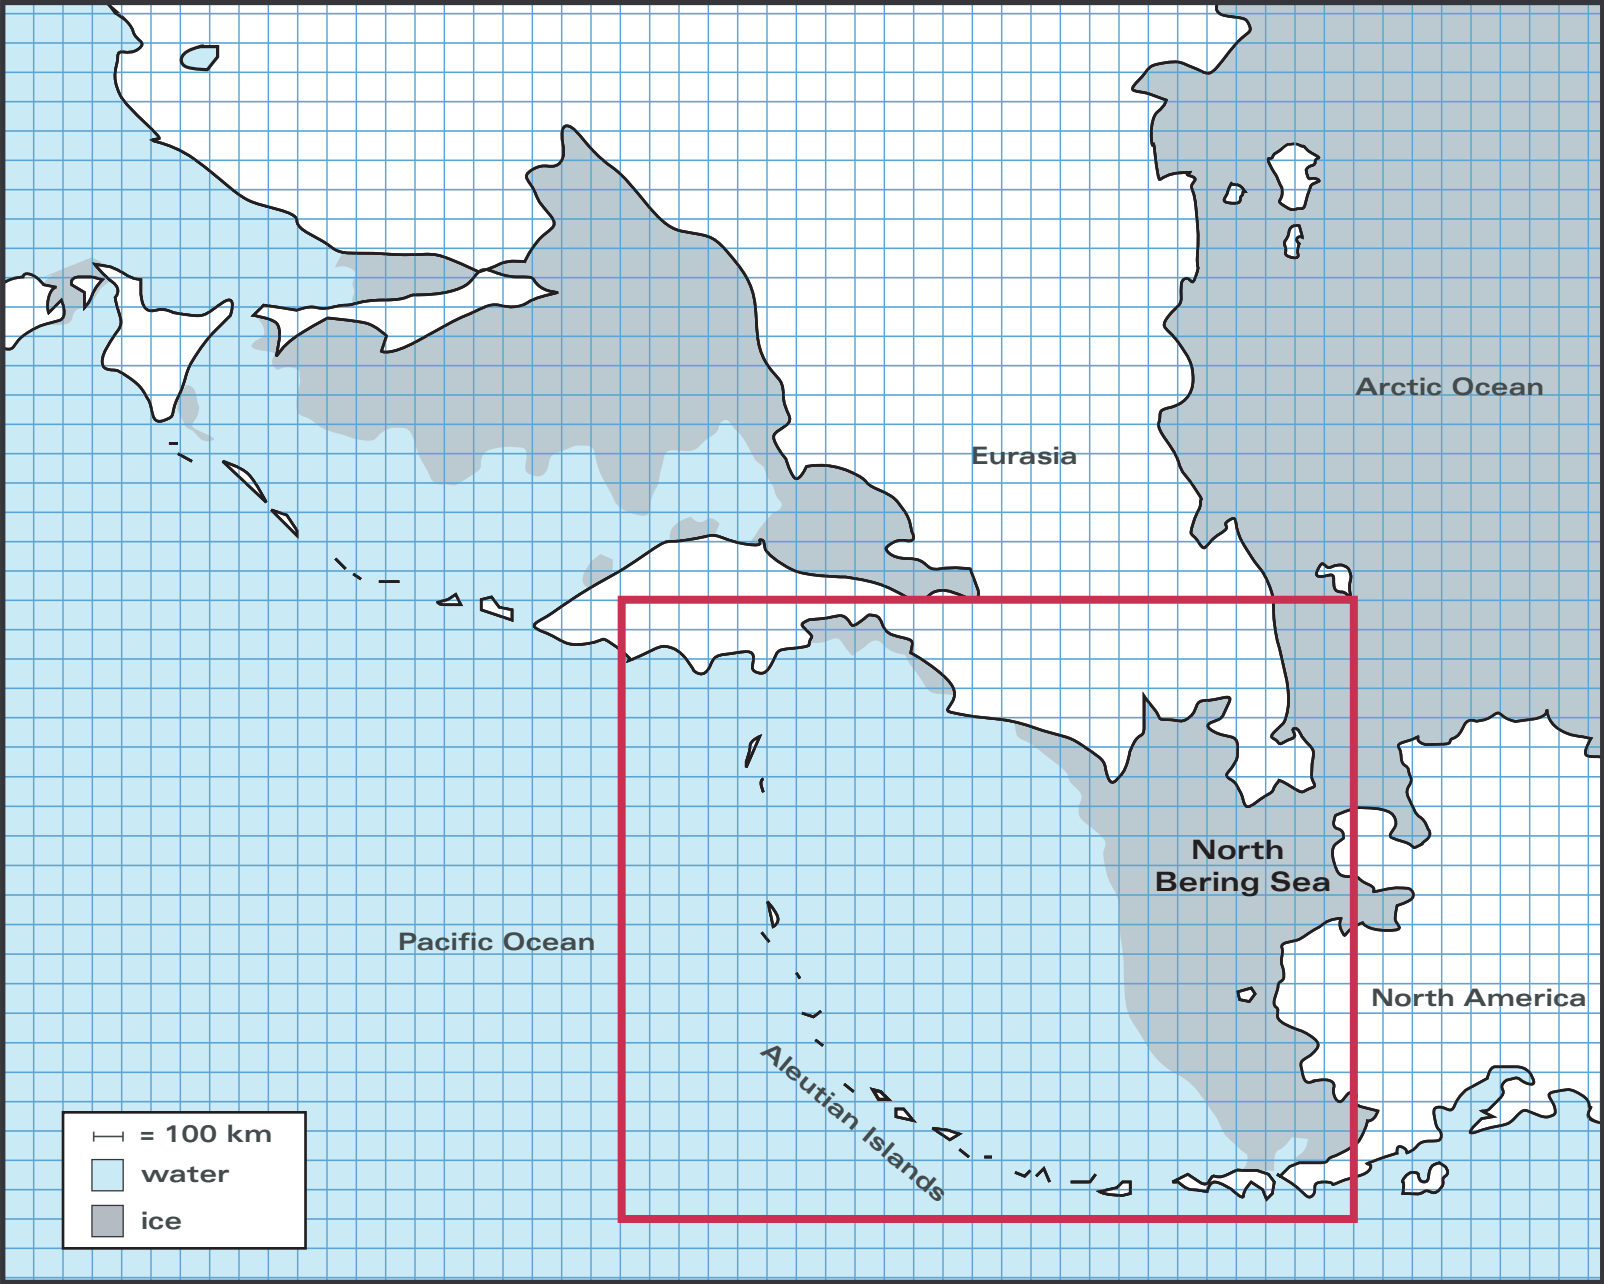 Arctic Ocean
Eurasia
North
Bering Sea
Pacific Ocean
North America
Aleutian Islands
= 100 km
water
ice